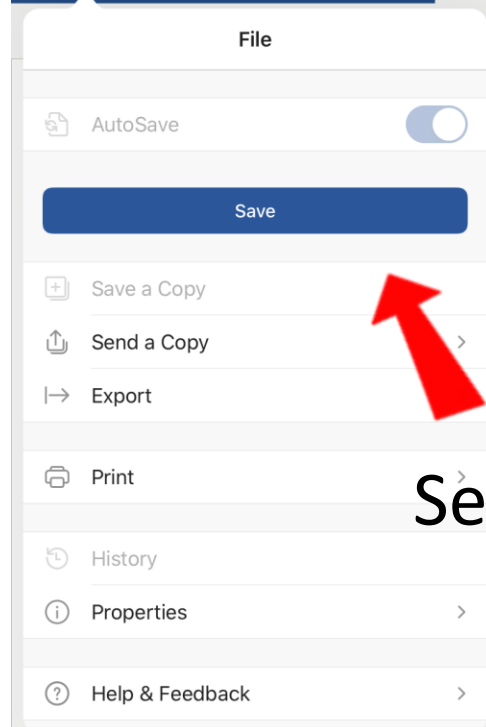 File
AutoSave
Save
Save a Copy
Send a Copy
Export
Print
Se
History
Properties
Help & Feedback